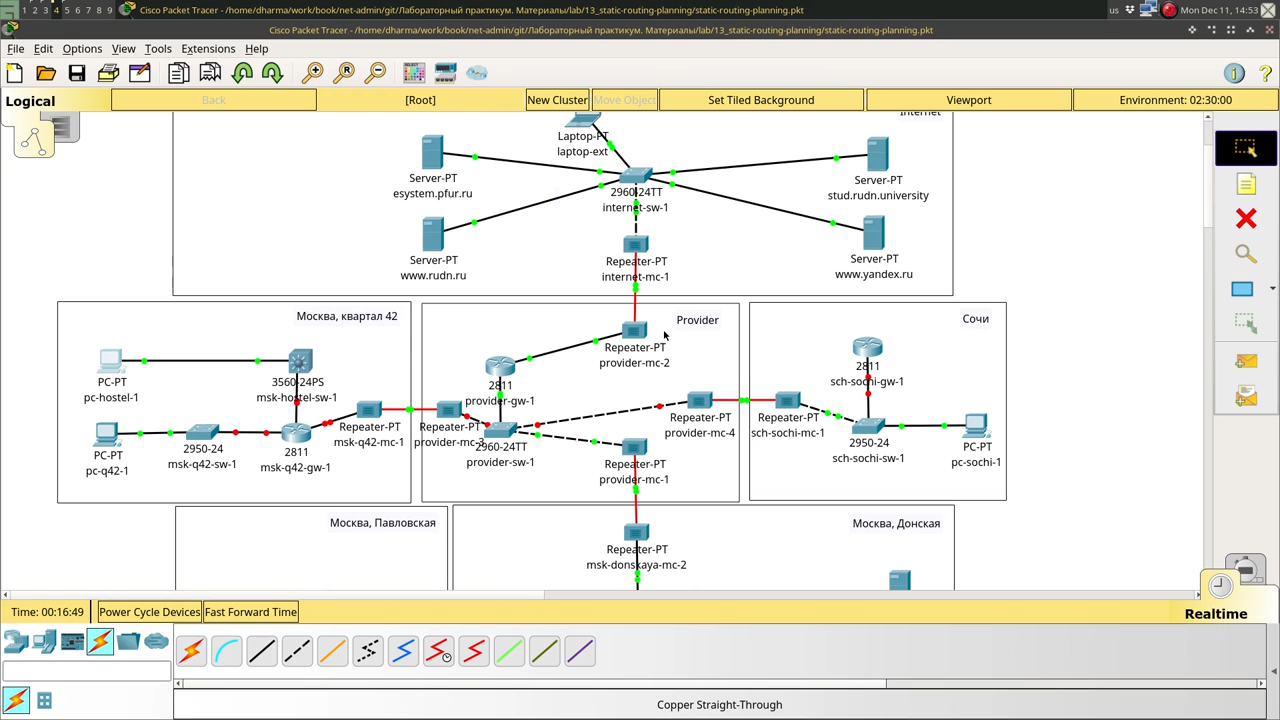 1 2 3 4 5 6 7 8 9
Cisco Packet Tracer - /home/dharma/work/book/net-admin/git/Лабораторный практикум. Материалы/lab/13_static-routing-planning/static-routing-planning.pkt
us
Mon Dec 11, 14:53
Cisco Packet Tracer - /home/dharma/work/book/net-admin/git/Лабораторный практикум. Материалы/lab/13_static-routing-planning/static-routing-planning.pkt
File Edit Options View Tools Extensions Help
Logical
Back
[Root]
New Cluster
Move Object
Set Tiled Background
Viewport
Environment: 02:30:00
Internet
Laptop-PT
laptop-ext
Server-PT
esystem.pfur.ru
2960-24TT
internet-sw-1
Server-PT
stud.rudn.university
Server-PT
www.rudn.ru
Repeater-PT
internet-mc-1
Server-PT
www.yandex.ru
Москва, квартал 42
PC-PT
pc-hostel-1
3560-24PS
msk-hostel-sw-1
PC-PT
pc-q42-1
2950-24
msk-q42-sw-1
2811
msk-q42-gw-1
Repeater-PT
msk-q42-mc-1
Provider
Repeater-PT
provider-mc-2
2811
provider-gw-1
Repeater-PT
provider-mc-3
2960-24TT
provider-sw-1
Repeater-PT
provider-mc-4
Repeater-PT
provider-mc-1
Сочи
2811
sch-sochi-gw-1
Repeater-PT
sch-sochi-mc-1
2950-24
sch-sochi-sw-1
PC-PT
pc-sochi-1
Москва, Павловская
Москва, Донская
Repeater-PT
msk-donskaya-mc-2
Time: 00:16:49
Power Cycle Devices
Fast Forward Time
Realtime
Copper Straight-Through